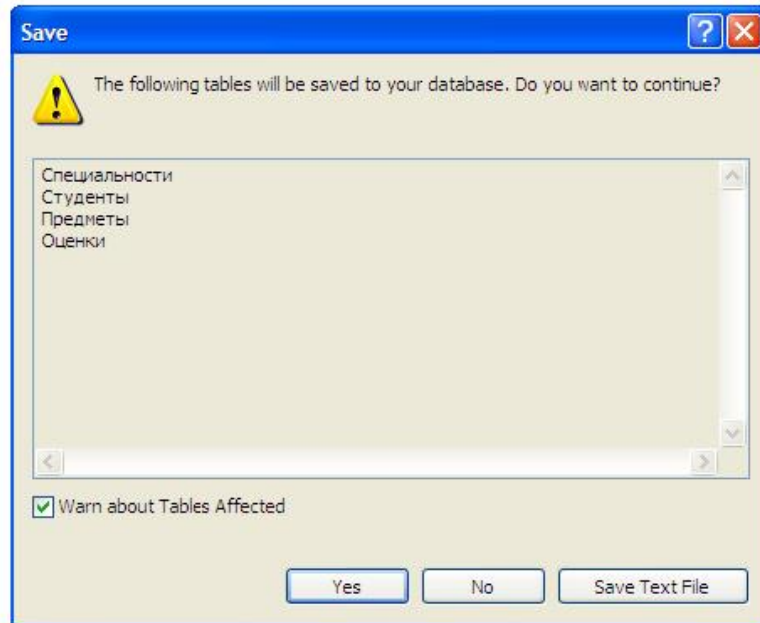 Save
The following tables will be saved to your database. Do you want to continue?
Специальности
Студенты
Предметы
Оценки
Warn about Tables Affected
Yes
No
Save Text File